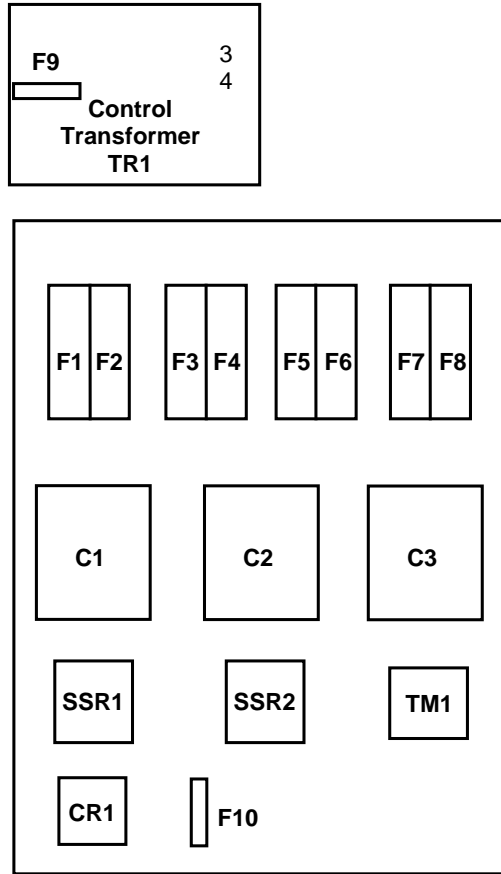 F9
3
4
Control
Transformer
TR1
F1 F2 F3 F4 F5 F6 F7 F8
C1 C2 C3
SSR1 SSR2 TM1
CR1 F10